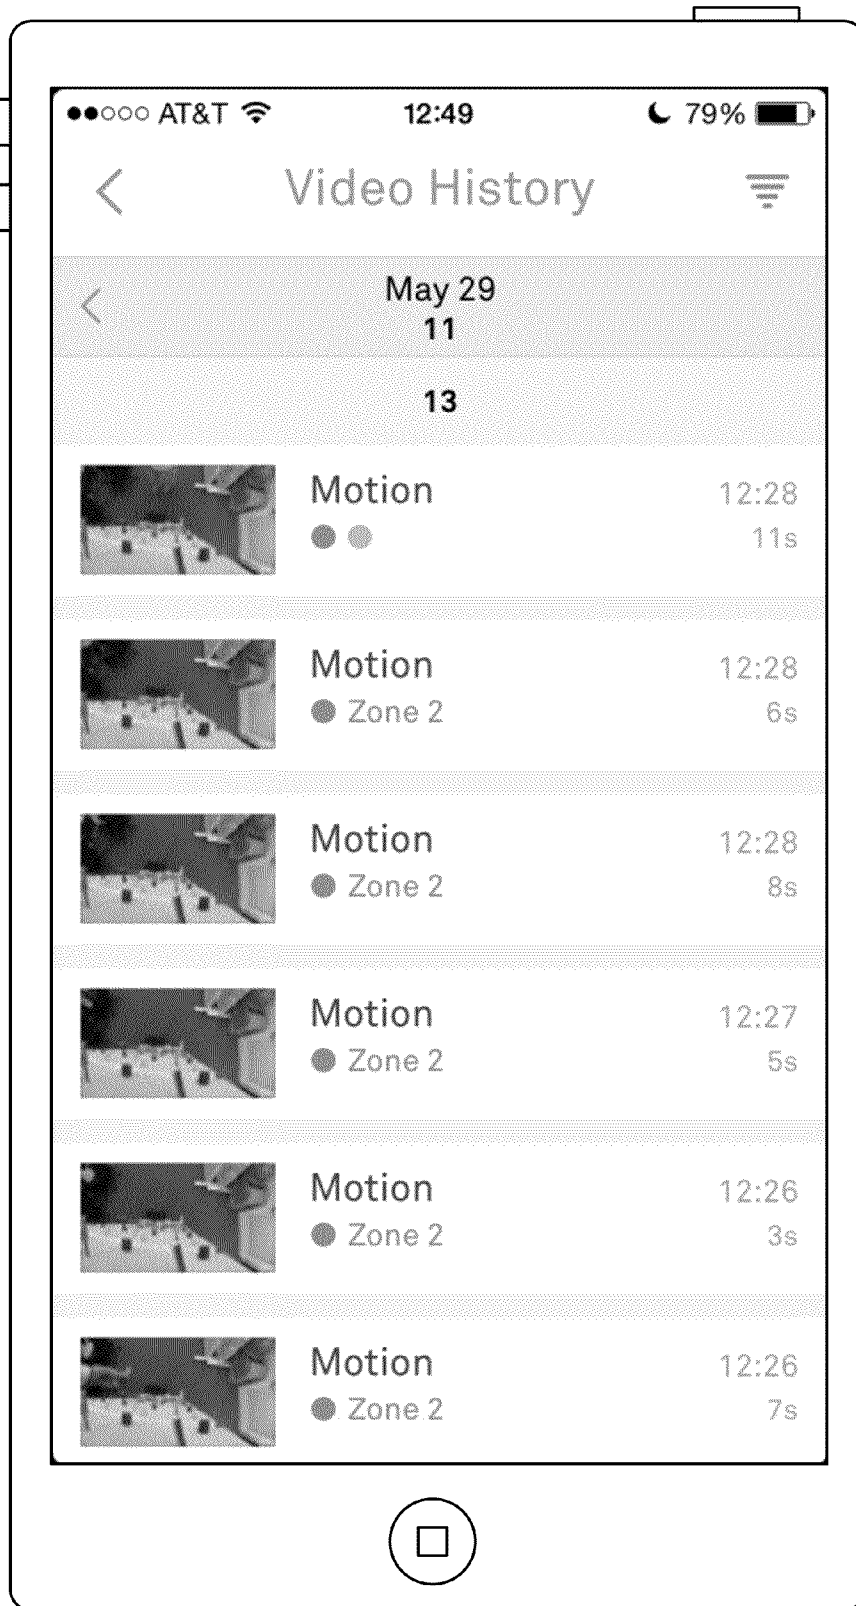 AT&T 12:49 79%
Video History
May 29
11
13
Motion 12:28
11s
Motion 12:28
Zone 2 6s
Motion 12:28
Zone 2 8s
Motion 12:27
Zone 2 5s
Motion 12:26
Zone 2 3s
Motion 12:26
Zone 2 7s